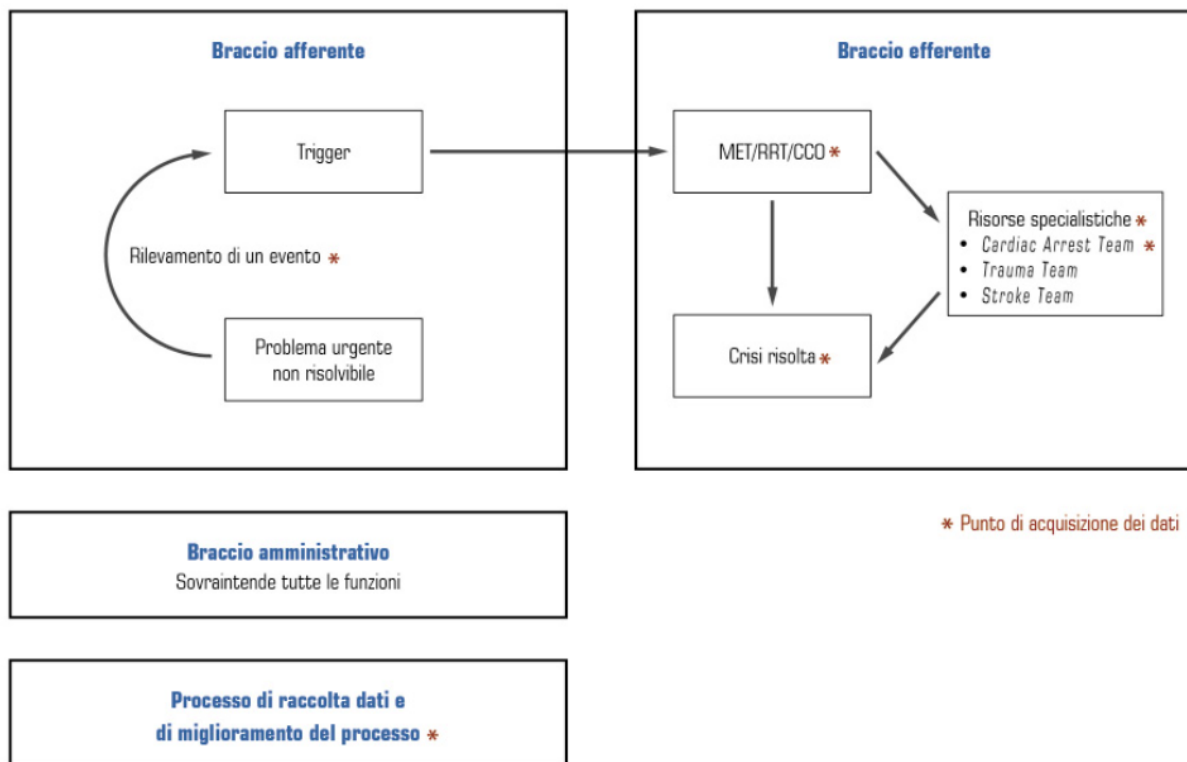 Braccio afferente
Trigger
Rilevamento di un evento *
Problema urgente
non risolvibile
Braccio efferente
MET/RRT/CCO *
Risorse specialistiche *
• Cardiac Arrest Team *
• Trauma Team
• Stroke Team
Crisi risolta *
* Punto di acquisizione dei dati
Braccio amministrativo
Sovraintende tutte le funzioni
Processo di raccolta dati e
di miglioramento del processo *